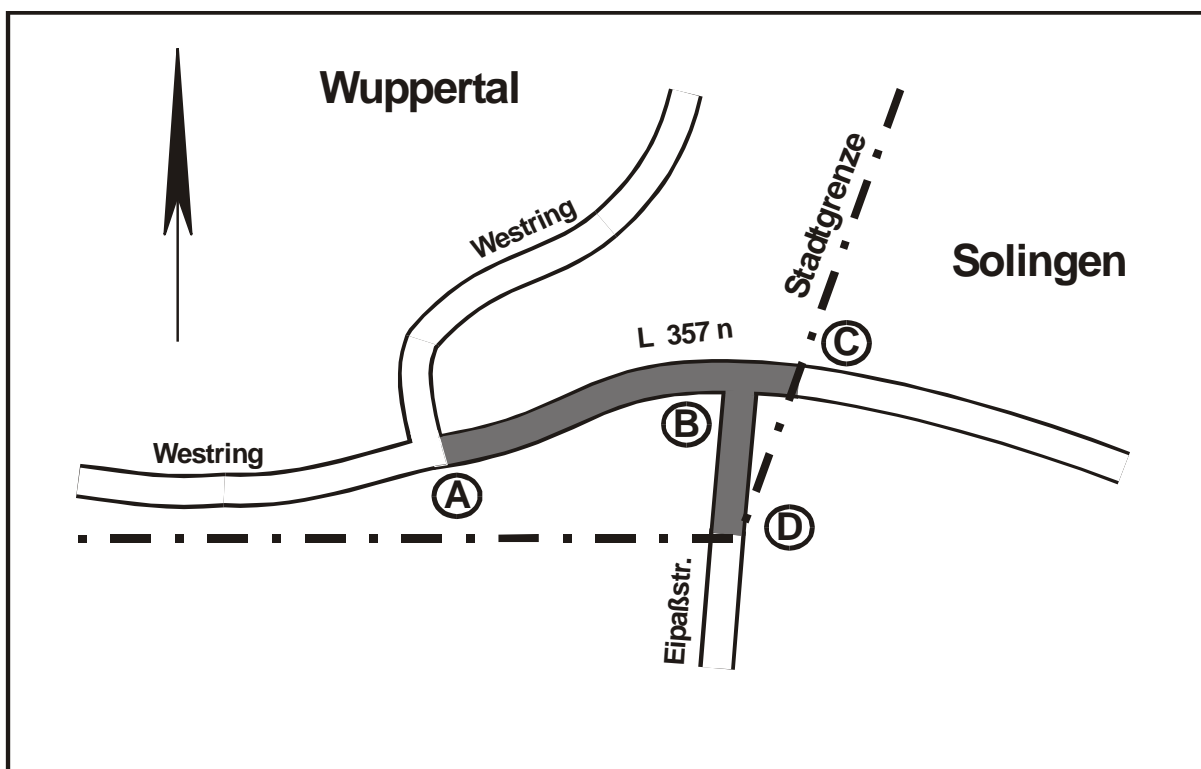 Wuppertal
Westring
Stadtgrenze
Solingen
L 357 n
C
B
Westring
A
D
Eipaßstr.